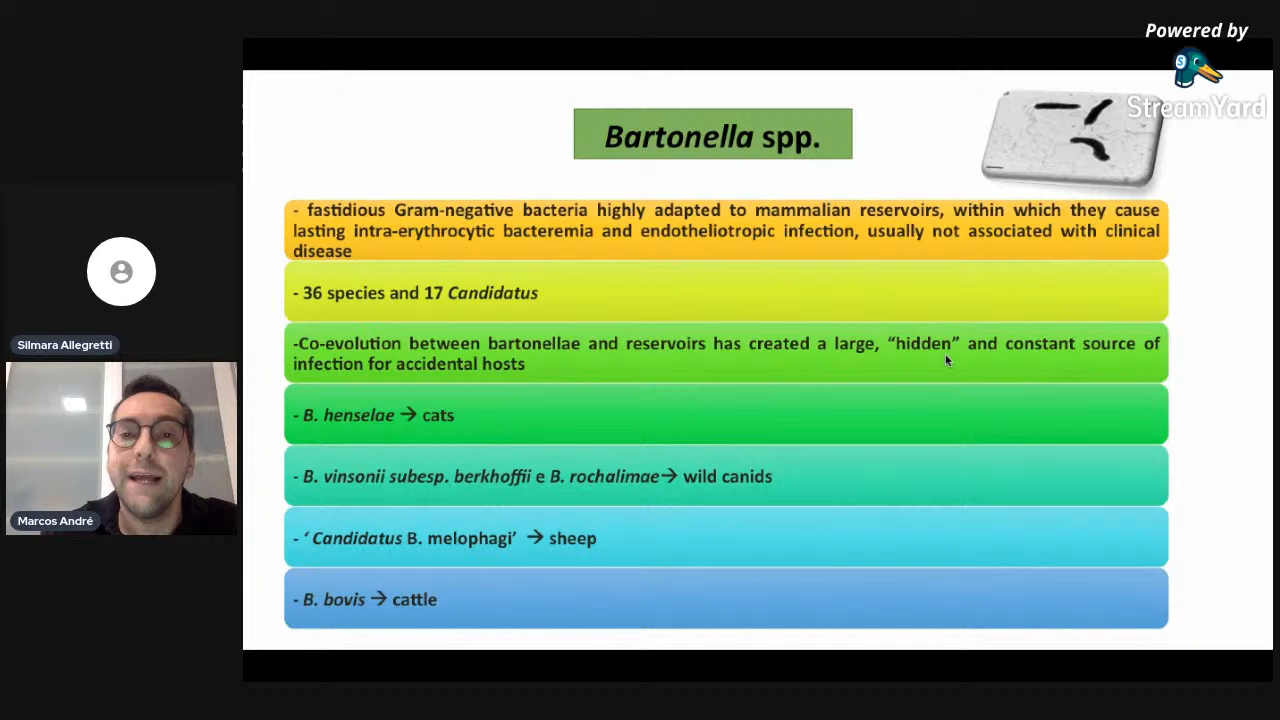 Powered by
StreamYard
Bartonella spp.
- fastidious Gram-negative bacteria highly adapted to mammalian reservoirs, within which they cause
lasting intra-erythrocytic bacteremia and endotheliotropic infection, usually not associated with clinical
disease
- 36 species and 17 Candidatus
-Co-evolution between bartonellae and reservoirs has created a large, “hidden” and constant source of
infection for accidental hosts
- B. henselae → cats
- B. vinsonii subesp. berkhoffii e B. rochalimae→ wild canids
- ‘ Candidatus B. melophagi’ → sheep
- B. bovis → cattle
Silmara Allegretti
Marcos André